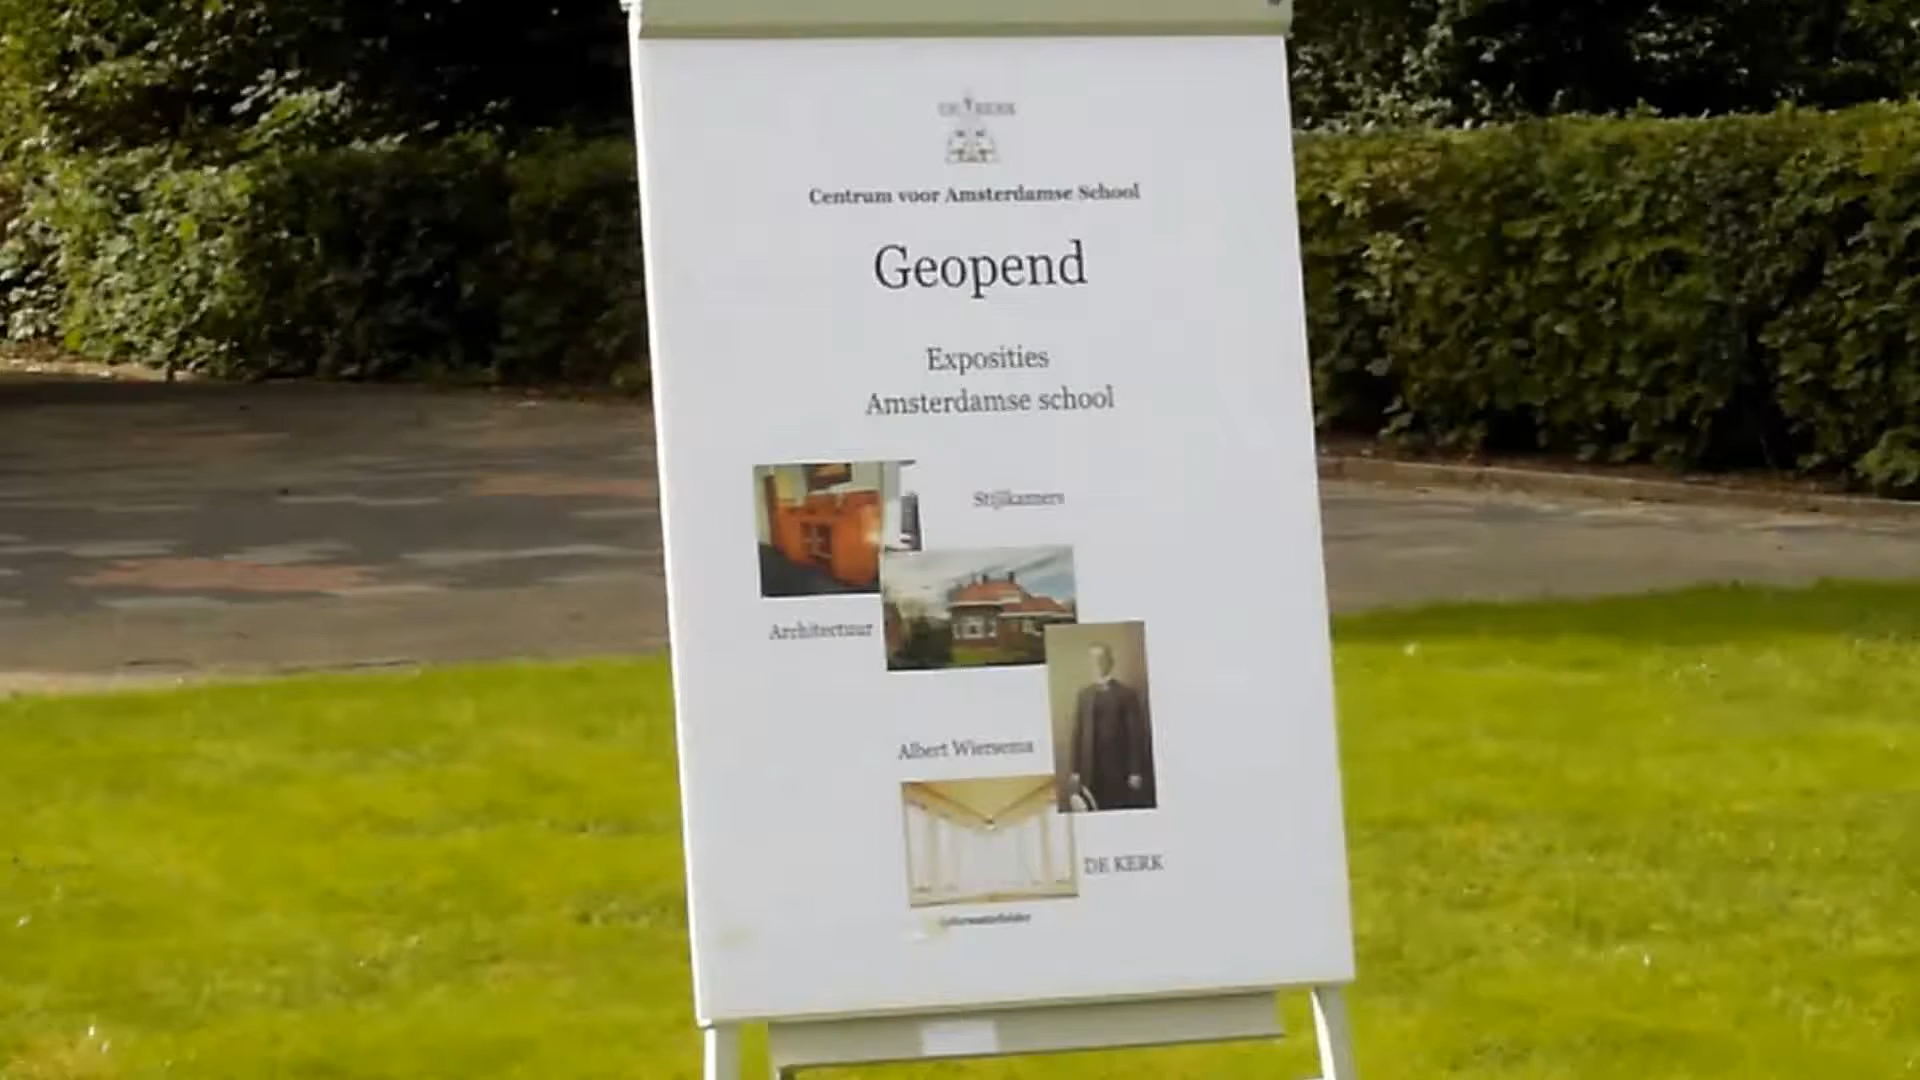 DE KERK
Centrum voor Amsterdamse School
Geopend
Exposities
Amsterdamse school
Stijlkamers
Architectuur
Albert Wiersema
DE KERK